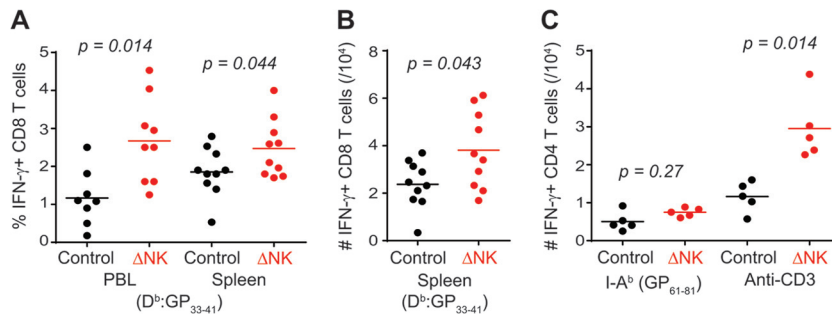 A
% IFN-γ+ CD8 T cells
5
4
3
2
1
0
p = 0.014
p = 0.044
Control ΔNK Control ΔNK
PBL Spleen
(Dᵇ:GP₃₃₋₄₁)
B
# IFN-γ+ CD8 T cells (/10⁴)
8
6
4
2
0
p = 0.043
Control ΔNK
Spleen
(Dᵇ:GP₃₃₋₄₁)
C
# IFN-γ+ CD4 T cells (/10⁴)
5
4
3
2
1
0
p = 0.27
p = 0.014
Control ΔNK Control ΔNK
I-Aᵇ (GP₆₁₋₈₁) Anti-CD3